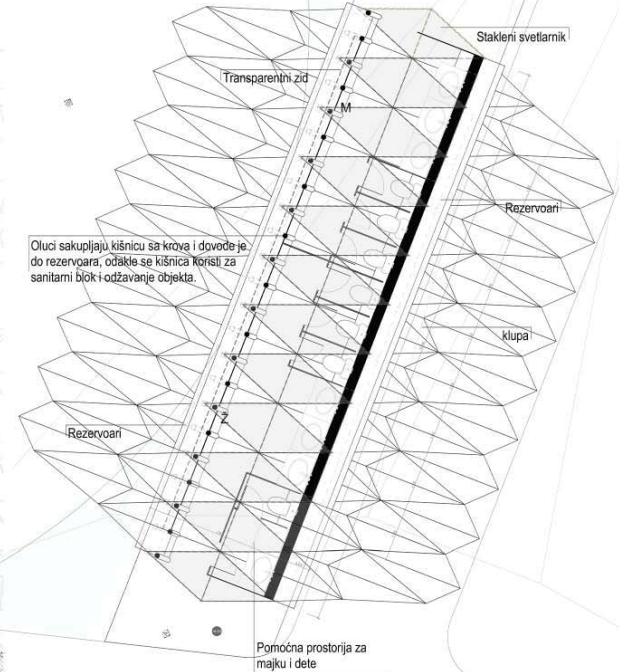 Stakleni svetlarnik
Transparentni zid
M
Rezervoari
Oluci sakupljaju kišnicu sa krova i dovode je
do rezervoara, odakle se kišnica koristi za
sanitarni blok i odžavanje objekta.
klupa
Ž
Rezervoari
Pomoćna prostorija za
majku i dete